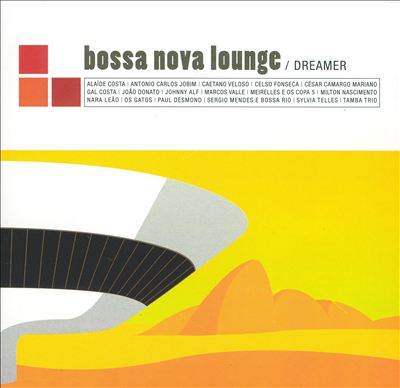 bossa nova lounge / DREAMER
ALAÍDE COSTA | ANTONIO CARLOS JOBIM | CAETANO VELOSO | CELSO FONSECA | CÉSAR CAMARGO MARIANO
GAL COSTA | JOÃO DONATO | JOHNNY ALF | MARCOS VALLE | MEIRELLES E OS COPA 5 | MILTON NASCIMENTO
NARA LEÃO | OS GATOS | PAUL DESMOND | SERGIO MENDES E BOSSA RIO | SYLVIA TELLES | TAMBA TRIO